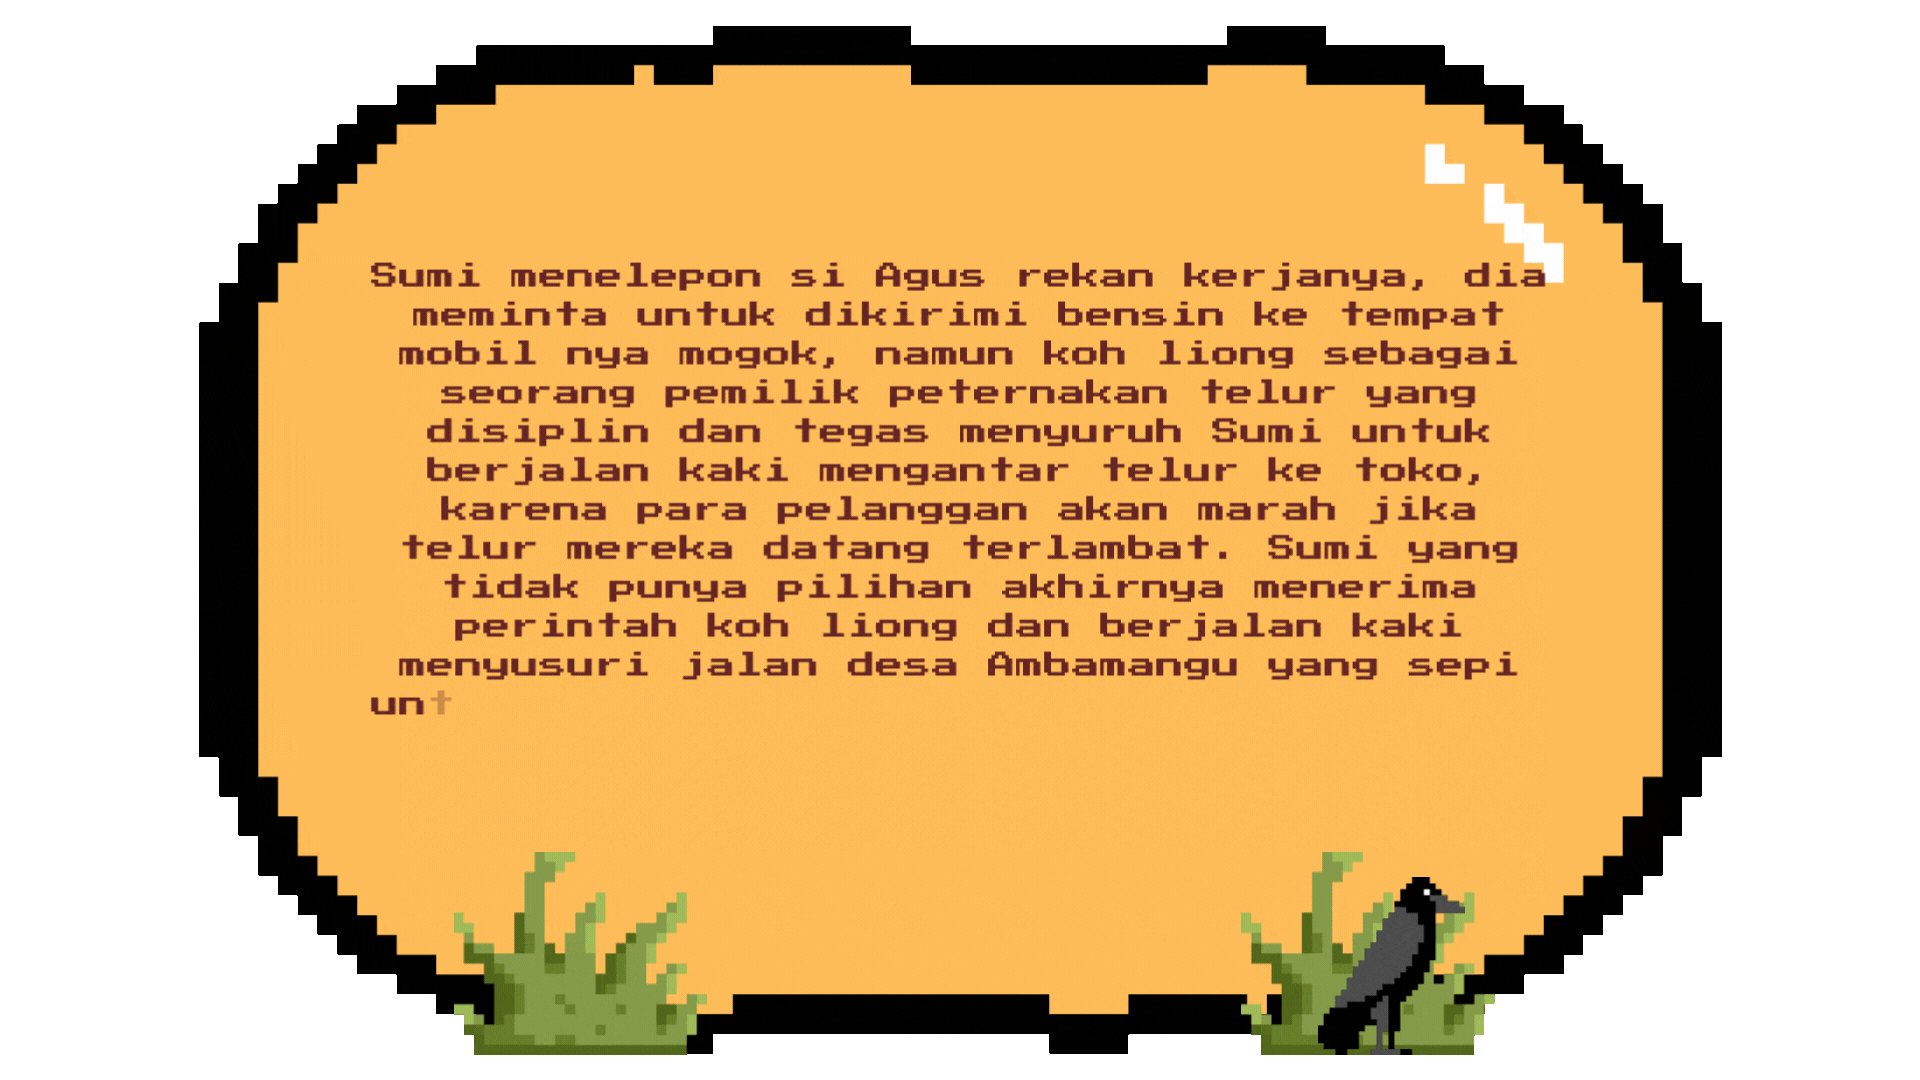 Sumi menelepon si Agus rekan kerjanya, dia
meminta untuk dikirimi bensin ke tempat
mobil nya mogok, namun koh liong sebagai
seorang pemilik peternakan telur yang
disiplin dan tegas menyuruh Sumi untuk
berjalan kaki mengantar telur ke toko,
karena para pelanggan akan marah jika
telur mereka datang terlambat. Sumi yang
tidak punya pilihan akhirnya menerima
perintah koh liong dan berjalan kaki
menyusuri jalan desa Ambamangu yang sepi
unt